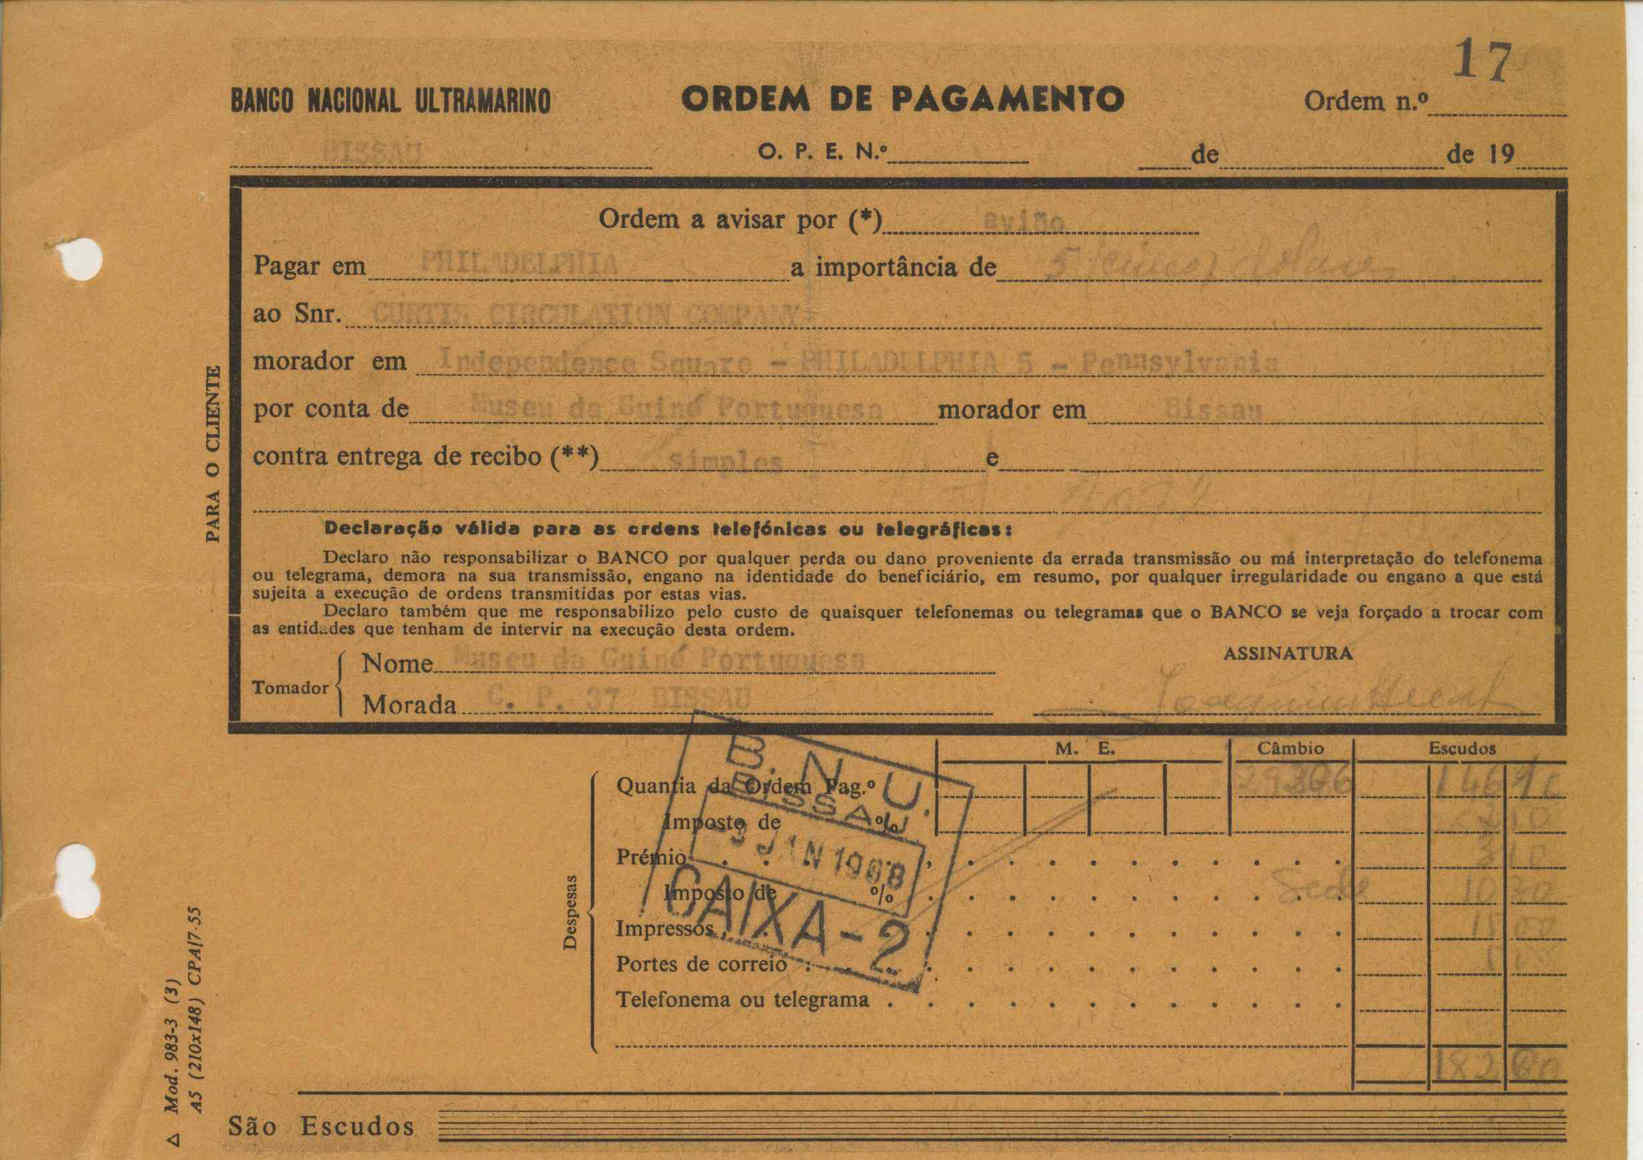 17
BANCO NACIONAL ULTRAMARINO ORDEM DE PAGAMENTO Ordem n.º
BISSAU O. P. E. N.º de de 19
Ordem a avisar por (*) avião
Pagar em PHILADELPHIA a importância de 5
ao Snr. CURTIS CIRCULATION COMPANY
morador em Independence Square - PHILADELPHIA 5 - Pennsylvania
por conta de Museu da Guiné Portuguesa morador em Bissau
contra entrega de recibo (**) simples e
Declaração válida para as ordens telefónicas ou telegráficas:
Declaro não responsabilizar o BANCO por qualquer perda ou dano proveniente da errada transmissão ou má interpretação do telefonema
ou telegrama, demora na sua transmissão, engano na identidade do beneficiário, em resumo, por qualquer irregularidade ou engano a que está
sujeita a execução de ordens transmitidas por estas vias.
Declaro também que me responsabilizo pelo custo de quaisquer telefonemas ou telegramas que o BANCO se veja forçado a trocar com
as entidades que tenham de intervir na execução desta ordem.
Tomador
Nome Museu da Guiné Portuguesa
Morada C. P. 37 BISSAU
ASSINATURA
PARA O CLIENTE
M. E. Câmbio Escudos
Despesas
Quantia da Ordem Pag.º
Imposto de %
Prémio
Imposto de % Sede 10 30
Impressos
Portes de correio
Telefonema ou telegrama
182 00
B. N. U.
BISSAU
-3 JAN 1968
CAIXA-2
São Escudos
Mod. 983-3 (3)
A5 (210x148) CPA/7-55